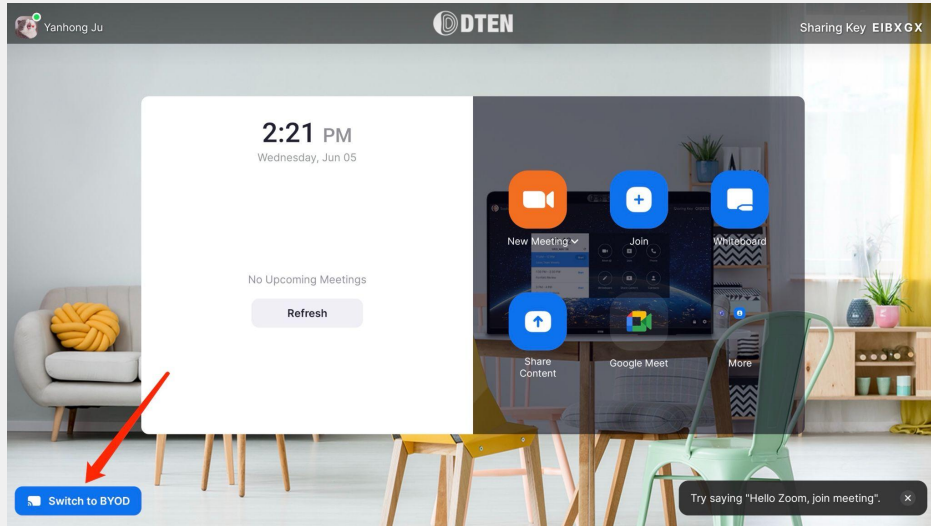 Yanhong Ju
DTEN
Sharing Key EIBXGX
2:21 PM
Wednesday, Jun 05
No Upcoming Meetings
Refresh
New Meeting
Join
Whiteboard
Share
Content
Google Meet
More
Switch to BYOD
Try saying "Hello Zoom, join meeting".